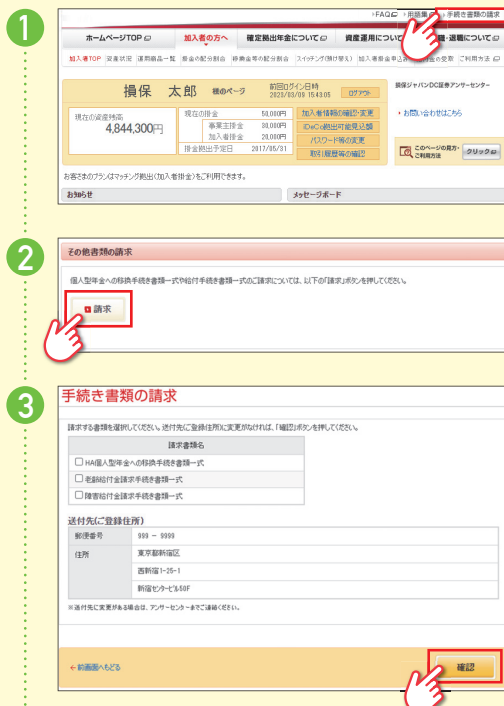 1
FAQ 用語集 手続き書類の請求
ホームページTOP 加入者の方へ 確定拠出年金について 資産運用について 退職について
加入者TOP 資産状況 運用商品一覧 掛金の配分割合 スイッチング(預け替え) ご利用方法
損保 太郎 様のページ
前回ログイン日時
2023/03/09 15:43:05
ログアウト
損保ジャパンDC証券アンサーセンター
お問い合わせはこちら
現在の資産残高
4,844,300円
現在の掛金 50,000円
事業主掛金 30,000円
加入者掛金 20,000円
掛金拠出予定日 2017/05/31
加入者情報の確認・変更
iDeCo拠出可能見込額
パスワード等の変更
取引履歴等の確認
このページの見方・
ご利用方法
クリック
お客さまのプランはマッチング拠出(加入者掛金)をご利用できます。
お知らせ メッセージボード
2
その他書類の請求
個人型年金への移換手続き書類一式や給付手続き書類一式のご請求については、以下の「請求」ボタンを押してください。
請求
3
手続き書類の請求
請求する書類を選択してください。送付先(ご登録住所)に変更がなければ、「確認」ボタンを押してください。
請求書類名
HA個人型年金への移換手続き書類一式
老齢給付金請求手続き書類一式
障害給付金請求手続き書類一式
送付先(ご登録住所)
郵便番号 999 - 9999
住所 東京都新宿区
西新宿1-25-1
新宿センタービル50F
※送付先に変更がある場合は、アンサーセンターまでご連絡ください。
←前画面へもどる
確認